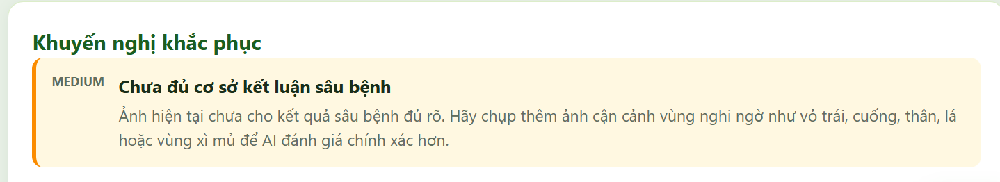 Khuyến nghị khắc phục
MEDIUM
Chưa đủ cơ sở kết luận sâu bệnh
Ảnh hiện tại chưa cho kết quả sâu bệnh đủ rõ. Hãy chụp thêm ảnh cận cảnh vùng nghi ngờ như vỏ trái, cuống, thân, lá
hoặc vùng xì mủ để AI đánh giá chính xác hơn.